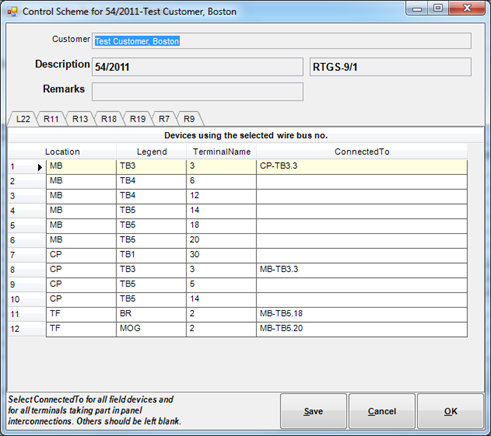 Control Scheme for 54/2011-Test Customer, Boston
Customer Test Customer, Boston
Description 54/2011 RTGS-9/1
Remarks
L22 R11 R13 R18 R19 R7 R9
Devices using the selected wire bus no.
Location Legend TerminalName ConnectedTo
1 MB TB3 3 CP-TB3.3
2 MB TB4 6
3 MB TB4 12
4 MB TB5 14
5 MB TB5 18
6 MB TB5 20
7 CP TB1 30
8 CP TB3 3 MB-TB3.3
9 CP TB5 5
10 CP TB5 14
11 TF BR 2 MB-TB5.18
12 TF MOG 2 MB-TB5.20
Select ConnectedTo for all field devices and
for all terminals taking part in panel
interconnections. Others should be left blank.
Save Cancel OK